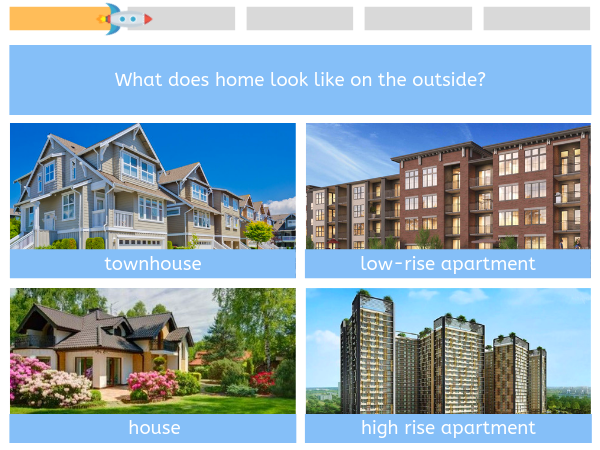 What does home look like on the outside?
townhouse
low-rise apartment
house
high rise apartment